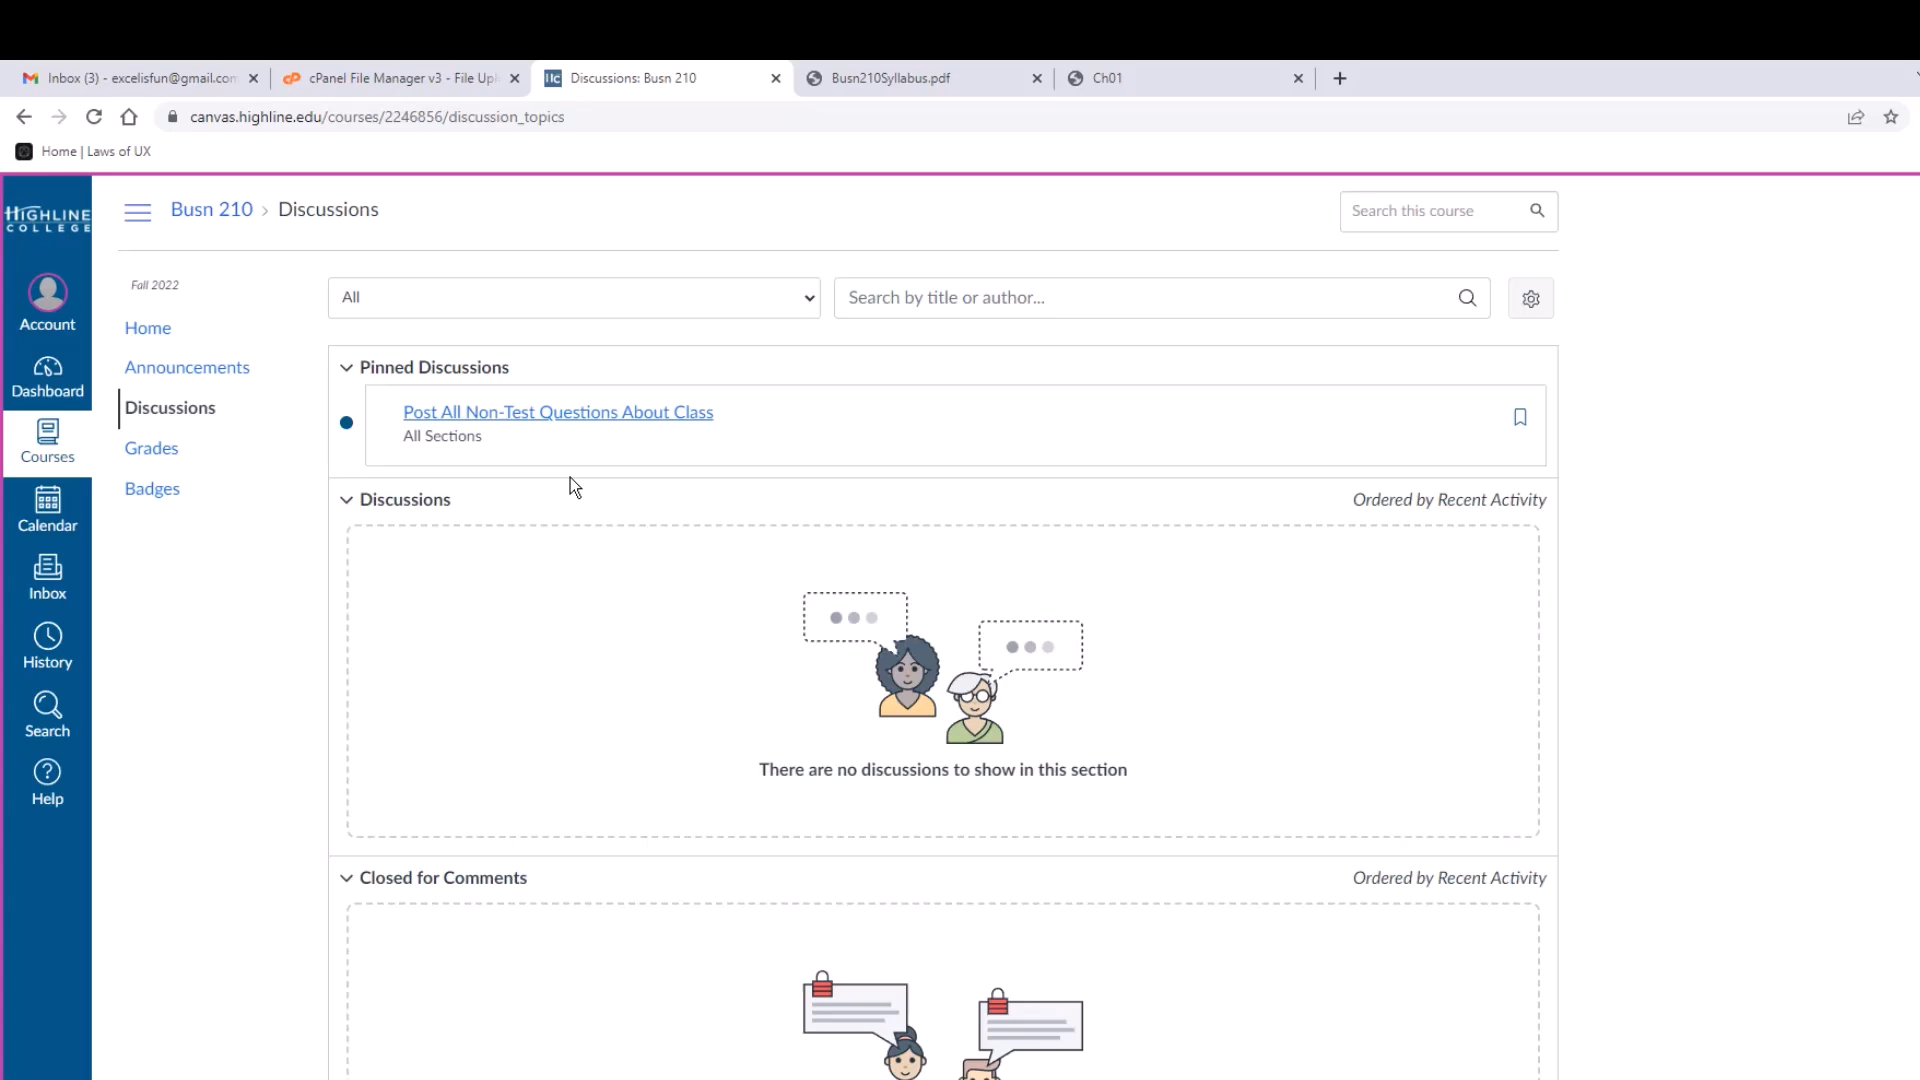 Inbox (3) - excelisfun@gmail.com
cPanel File Manager v3 - File Upl
Discussions: Busn 210
Busn210Syllabus.pdf
Ch01
canvas.highline.edu/courses/2246856/discussion_topics
Home | Laws of UX
HIGHLINE
COLLEGE
Busn 210 › Discussions
Search this course
Account
Dashboard
Courses
Calendar
Inbox
History
Search
Help
Fall 2022
Home
Announcements
Discussions
Grades
Badges
All
Search by title or author...
Pinned Discussions
Post All Non-Test Questions About Class
All Sections
Discussions
Ordered by Recent Activity
There are no discussions to show in this section
Closed for Comments
Ordered by Recent Activity